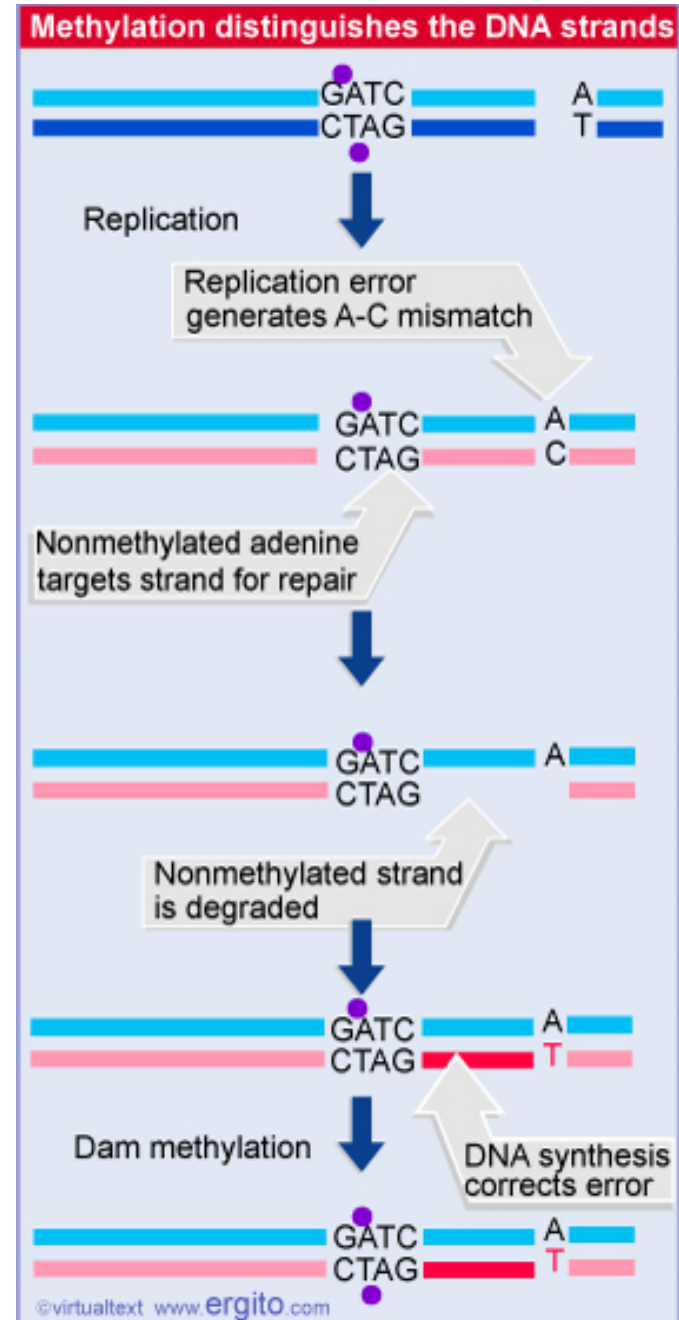 Methylation distinguishes the DNA strands
GATC A
CTAG T
Replication
Replication error
generates A-C mismatch
GATC A
CTAG C
Nonmethylated adenine
targets strand for repair
GATC A
CTAG
Nonmethylated strand
is degraded
GATC A
CTAG T
Dam methylation
DNA synthesis
corrects error
GATC A
CTAG T
©virtualtext www.ergito.com